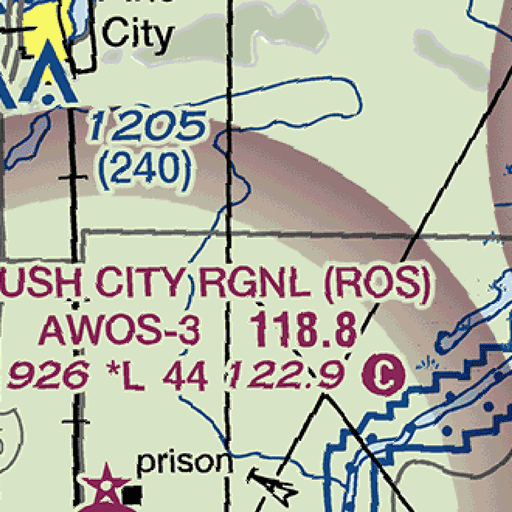 City
1205
(240)
USH CITY RGNL (ROS)
AWOS-3 118.8
926 *L 44 122.9 C
prison